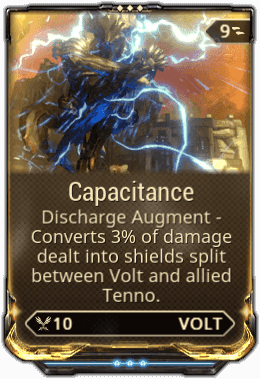 9
Capacitance
Discharge Augment -
Converts 3% of damage
dealt into shields split
between Volt and allied
Tenno.
10 VOLT